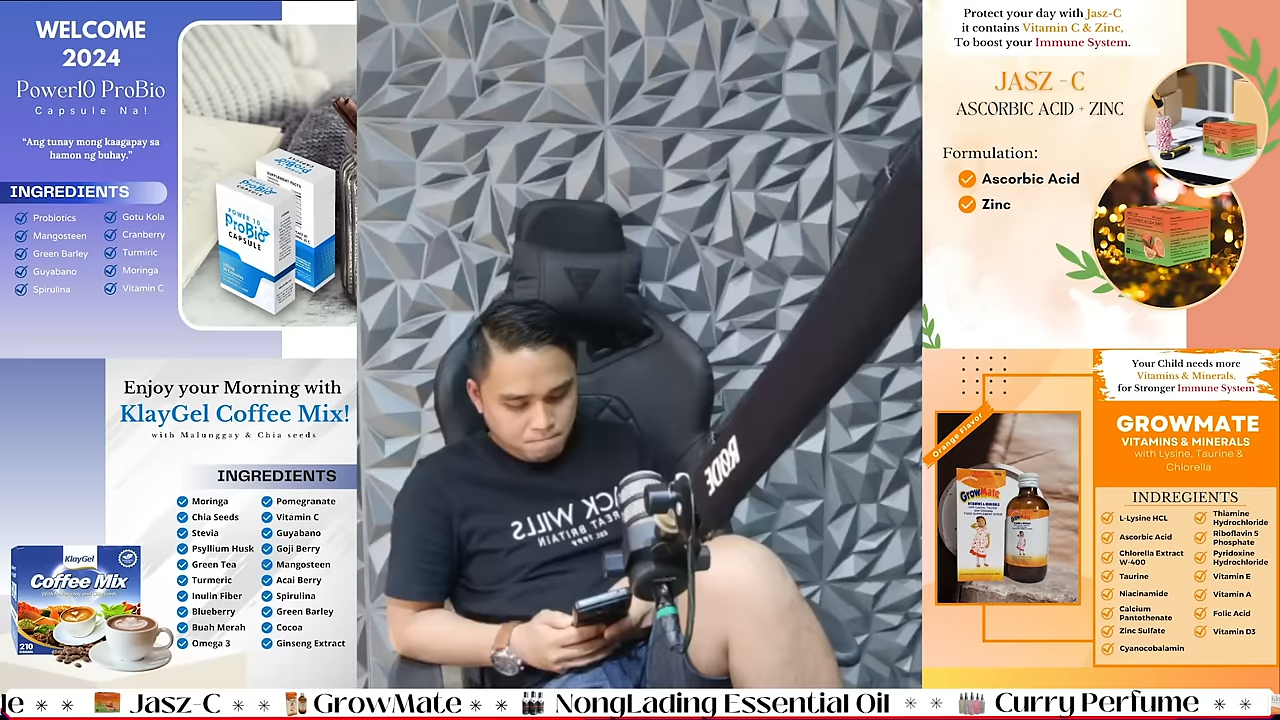 WELCOME
2024
Power10 ProBio
Capsule Na!
“Ang tunay mong kaagapay sa
hamon ng buhay.”
INGREDIENTS
Probiotics
Mangosteen
Green Barley
Guyabano
Spirulina
Gotu Kola
Cranberry
Turmiric
Moringa
Vitamin C
POWER 10
ProBio
CAPSULE
Enjoy your Morning with
KlayGel Coffee Mix!
with Malunggay & Chia seeds
INGREDIENTS
Moringa
Chia Seeds
Stevia
Psyllium Husk
Green Tea
Turmeric
Inulin Fiber
Blueberry
Buah Merah
Omega 3
Pomegranate
Vitamin C
Guyabano
Goji Berry
Mangosteen
Acai Berry
Spirulina
Green Barley
Cocoa
Ginseng Extract
KlayGel
Coffee Mix
210
RODE
JACK WILLS
GREAT BRITAIN
Protect your day with Jasz-C
it contains Vitamin C & Zinc,
To boost your Immune System.
JASZ -C
ASCORBIC ACID + ZINC
Formulation:
Ascorbic Acid
Zinc
Your Child needs more
Vitamins & Minerals,
for Stronger Immune System
Orange Flavor
GROWMATE
VITAMINS & MINERALS
with Lysine, Taurine &
Chlorella
INDREGIENTS
L-Lysine HCL
Ascorbic Acid
Chlorella Extract
W-400
Taurine
Niacinamide
Calcium
Pantothenate
Zinc Sulfate
Cyanocobalamin
Thiamine
Hydrochloride
Riboflavin 5
Phosphate
Pyridoxine
Hydrochloride
Vitamin E
Vitamin A
Folic Acid
Vitamin D3
GrowMate
VITAMINS & MINERALS
le ✳ ✳ Jasz-C ✳ ✳ GrowMate ✳ ✳ NongLading Essential Oil ✳ ✳ Curry Perfume ✳ ✳